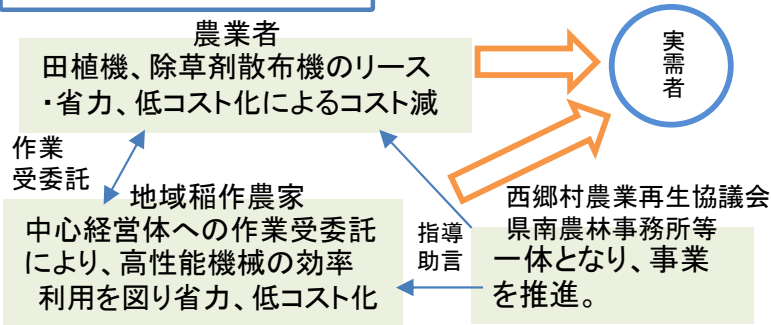 農業者
田植機、除草剤散布機のリース
・省力、低コスト化によるコスト減
実需者
作業
受委託
地域稲作農家
中心経営体への作業受委託
により、高性能機械の効率
利用を図り省力、低コスト化
指導
助言
西郷村農業再生協議会
県南農林事務所等
一体となり、事業
を推進。